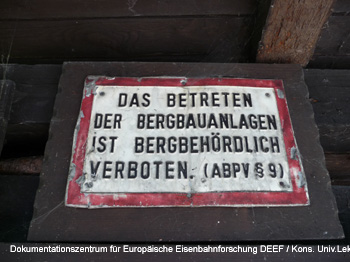 DAS BETRETEN
DER BERGBAUANLAGEN
IST BERGBEHÖRDLICH
VERBOTEN. (ABPV § 9)
Dokumentationszentrum für Europäische Eisenbahnforschung DEEF / Kons. Univ.Lek